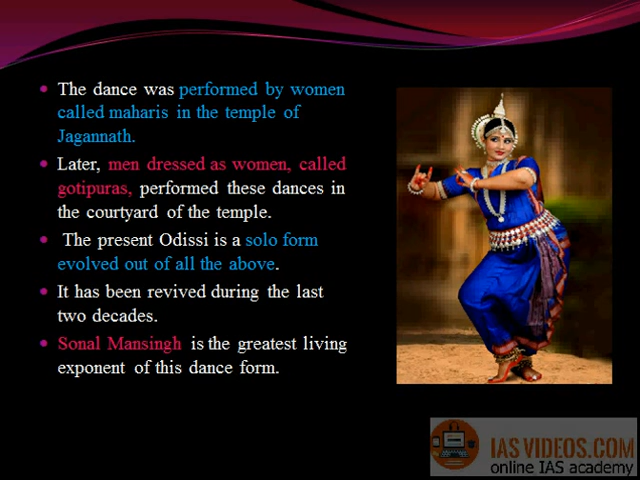 The dance was performed by women
called maharis in the temple of
Jagannath.
Later, men dressed as women, called
gotipuras, performed these dances in
the courtyard of the temple.
The present Odissi is a solo form
evolved out of all the above.
It has been revived during the last
two decades.
Sonal Mansingh is the greatest living
exponent of this dance form.
IASVIDEOS.COM
online IAS academy